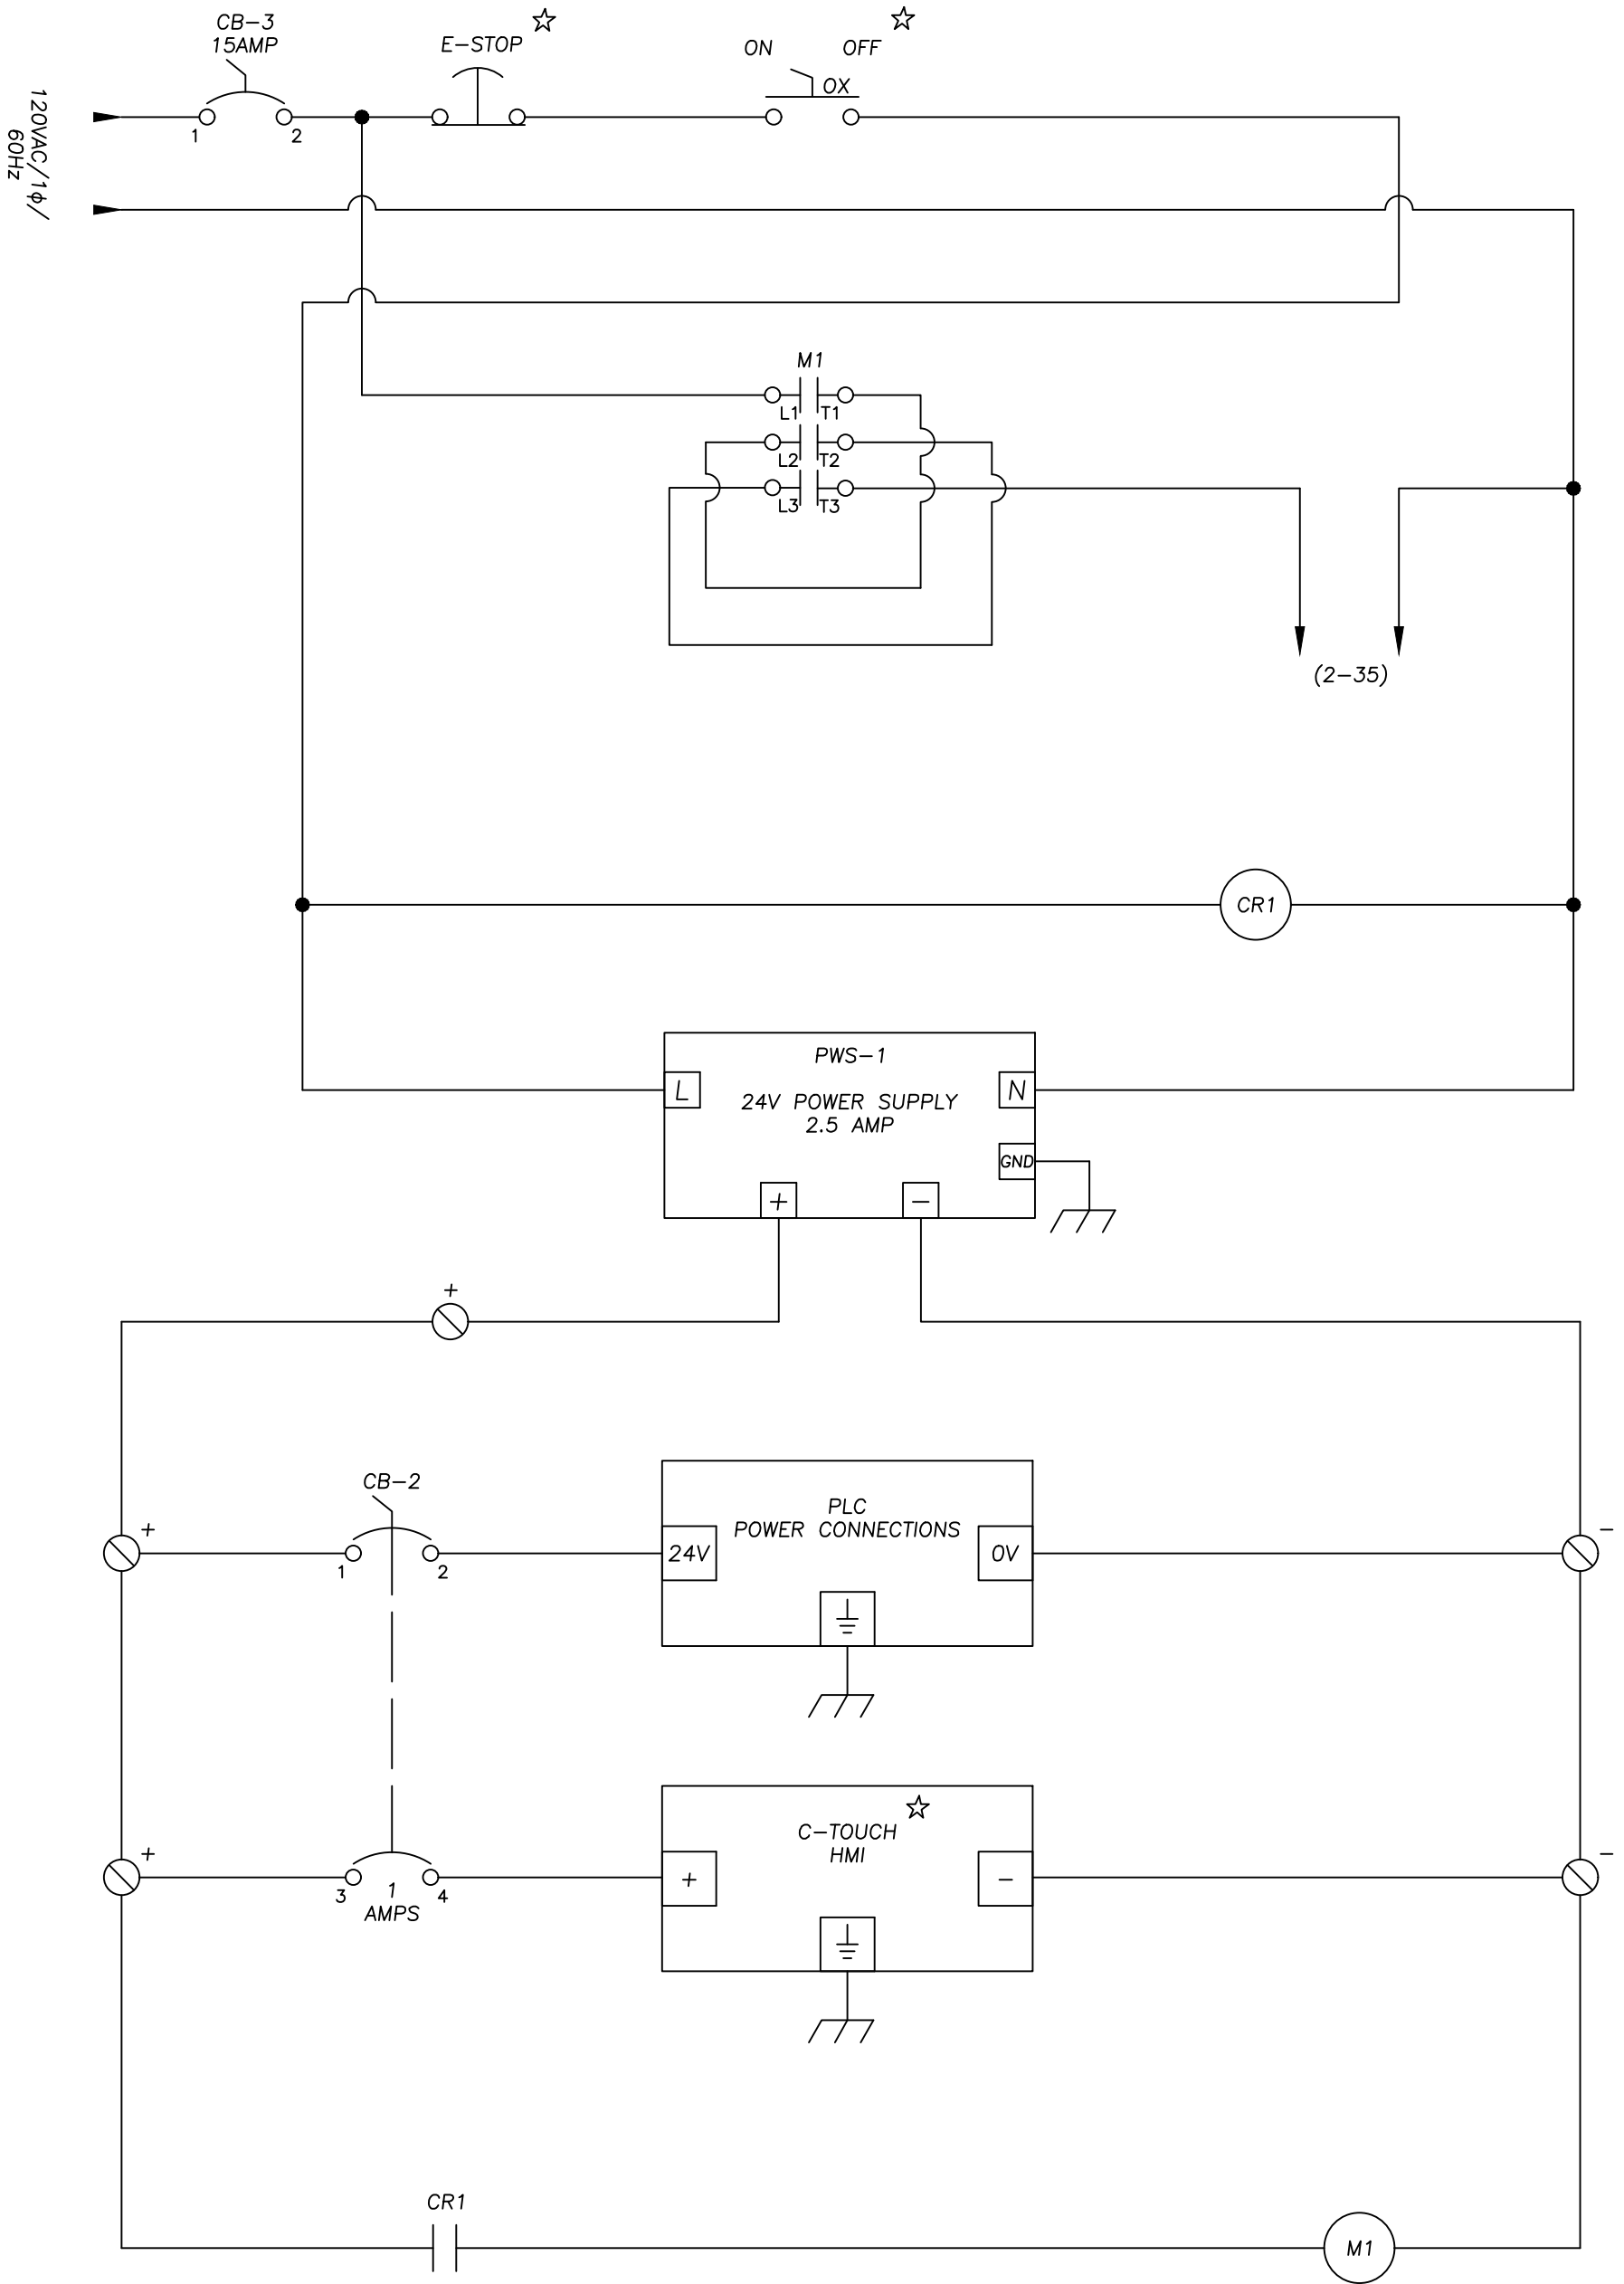 CB-3
15AMP
E-STOP
ON OFF
OX
1 2
120VAC/1ϕ/
60Hz
M1
L1 T1
L2 T2
L3 T3
(2-35)
CR1
PWS-1
L N
24V POWER SUPPLY
2.5 AMP
GND
+ −
+
CB-2
PLC
POWER CONNECTIONS
+ −
24V 0V
1 2
C-TOUCH
HMI
+ −
+ −
3 4
1
AMPS
CR1
M1